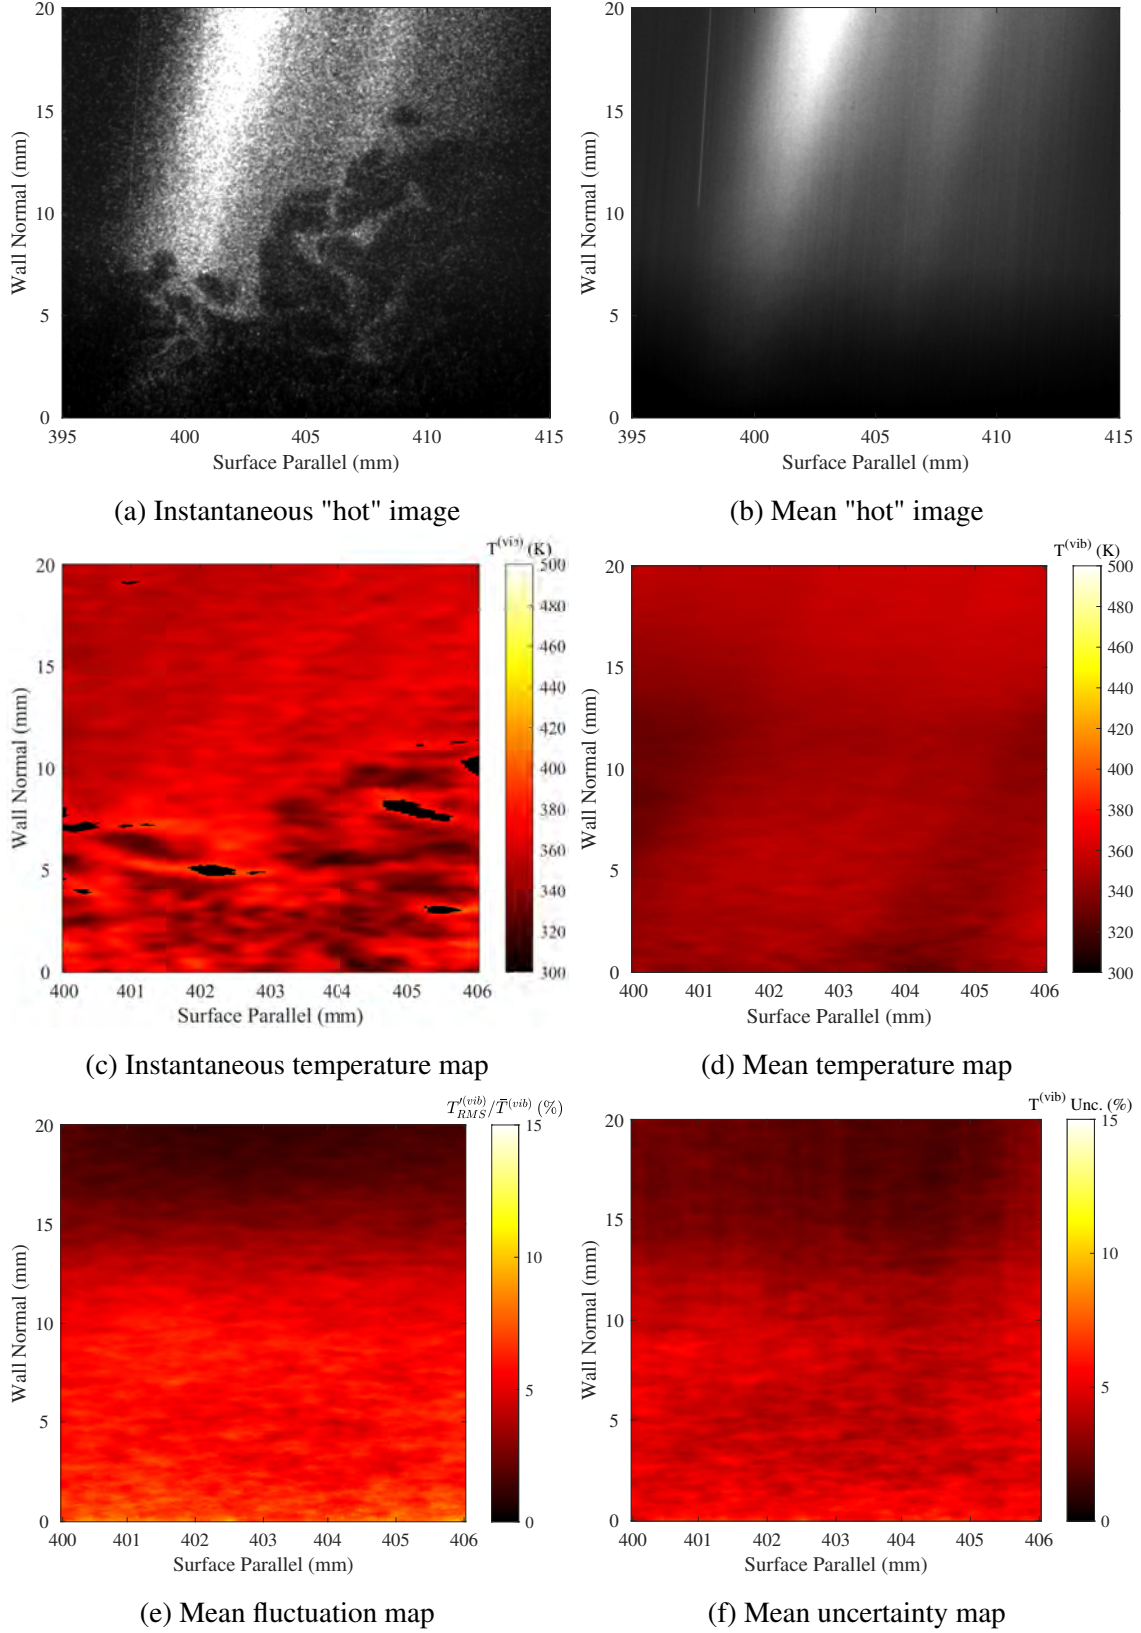 20
15
10
5
0
Wall Normal (mm)
395 400 405 410 415
Surface Parallel (mm)
(a) Instantaneous "hot" image
20
15
10
5
0
Wall Normal (mm)
395 400 405 410 415
Surface Parallel (mm)
(b) Mean "hot" image
T(vib) (K)
20
15
10
5
0
Wall Normal (mm)
400 401 402 403 404 405 406
Surface Parallel (mm)
500
480
460
440
420
400
380
360
340
320
300
(c) Instantaneous temperature map
T(vib) (K)
20
15
10
5
0
Wall Normal (mm)
400 401 402 403 404 405 406
Surface Parallel (mm)
500
480
460
440
420
400
380
360
340
320
300
(d) Mean temperature map
T′(vib)RMS/T̄(vib) (%)
20
15
10
5
0
Wall Normal (mm)
400 401 402 403 404 405 406
Surface Parallel (mm)
15
10
5
0
(e) Mean fluctuation map
T(vib) Unc. (%)
20
15
10
5
0
Wall Normal (mm)
400 401 402 403 404 405 406
Surface Parallel (mm)
15
10
5
0
(f) Mean uncertainty map